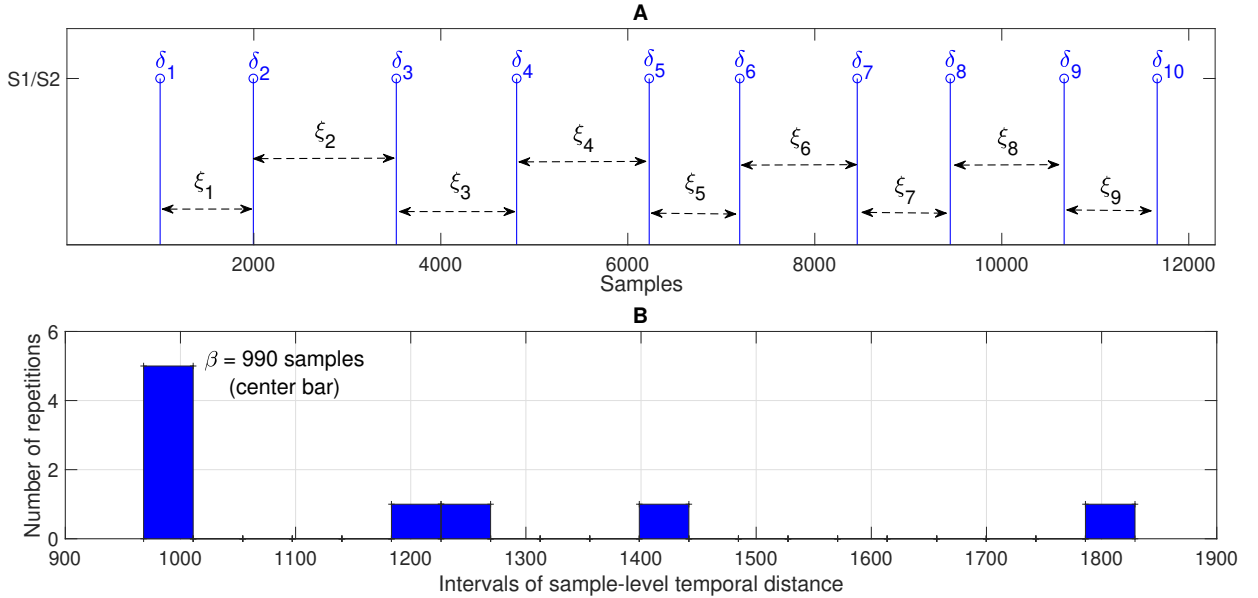 A
S1/S2
δ1 δ2 δ3 δ4 δ5 δ6 δ7 δ8 δ9 δ10
ξ1 ξ2 ξ3 ξ4 ξ5 ξ6 ξ7 ξ8 ξ9
2000 4000 6000 8000 10000 12000
Samples
B
Number of repetitions
6
4
2
0
β = 990 samples
(center bar)
900 1000 1100 1200 1300 1400 1500 1600 1700 1800 1900
Intervals of sample-level temporal distance